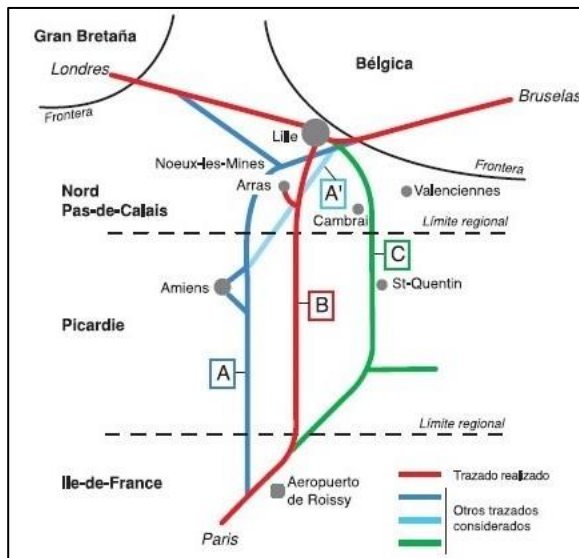 Gran Bretaña
Bélgica
Londres
Bruselas
Frontera
Lille
Noeux-les-Mines
Frontera
Arras
A'
Valenciennes
Nord
Pas-de-Calais
Cambrai
Límite regional
C
Amiens
St-Quentin
B
Picardie
A
Límite regional
Ile-de-France
Aeropuerto
de Roissy
Trazado realizado
Otros trazados
considerados
Paris